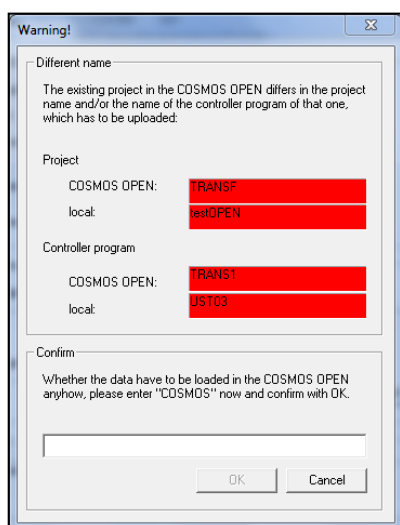 Warning!
Different name
The existing project in the COSMOS OPEN differs in the project
name and/or the name of the controller program of that one,
which has to be uploaded:
Project
COSMOS OPEN: TRANSF
local: testOPEN
Controller program
COSMOS OPEN: TRANS1
local: UST03
Confirm
Whether the data have to be loaded in the COSMOS OPEN
anyhow, please enter "COSMOS" now and confirm with OK.
OK Cancel